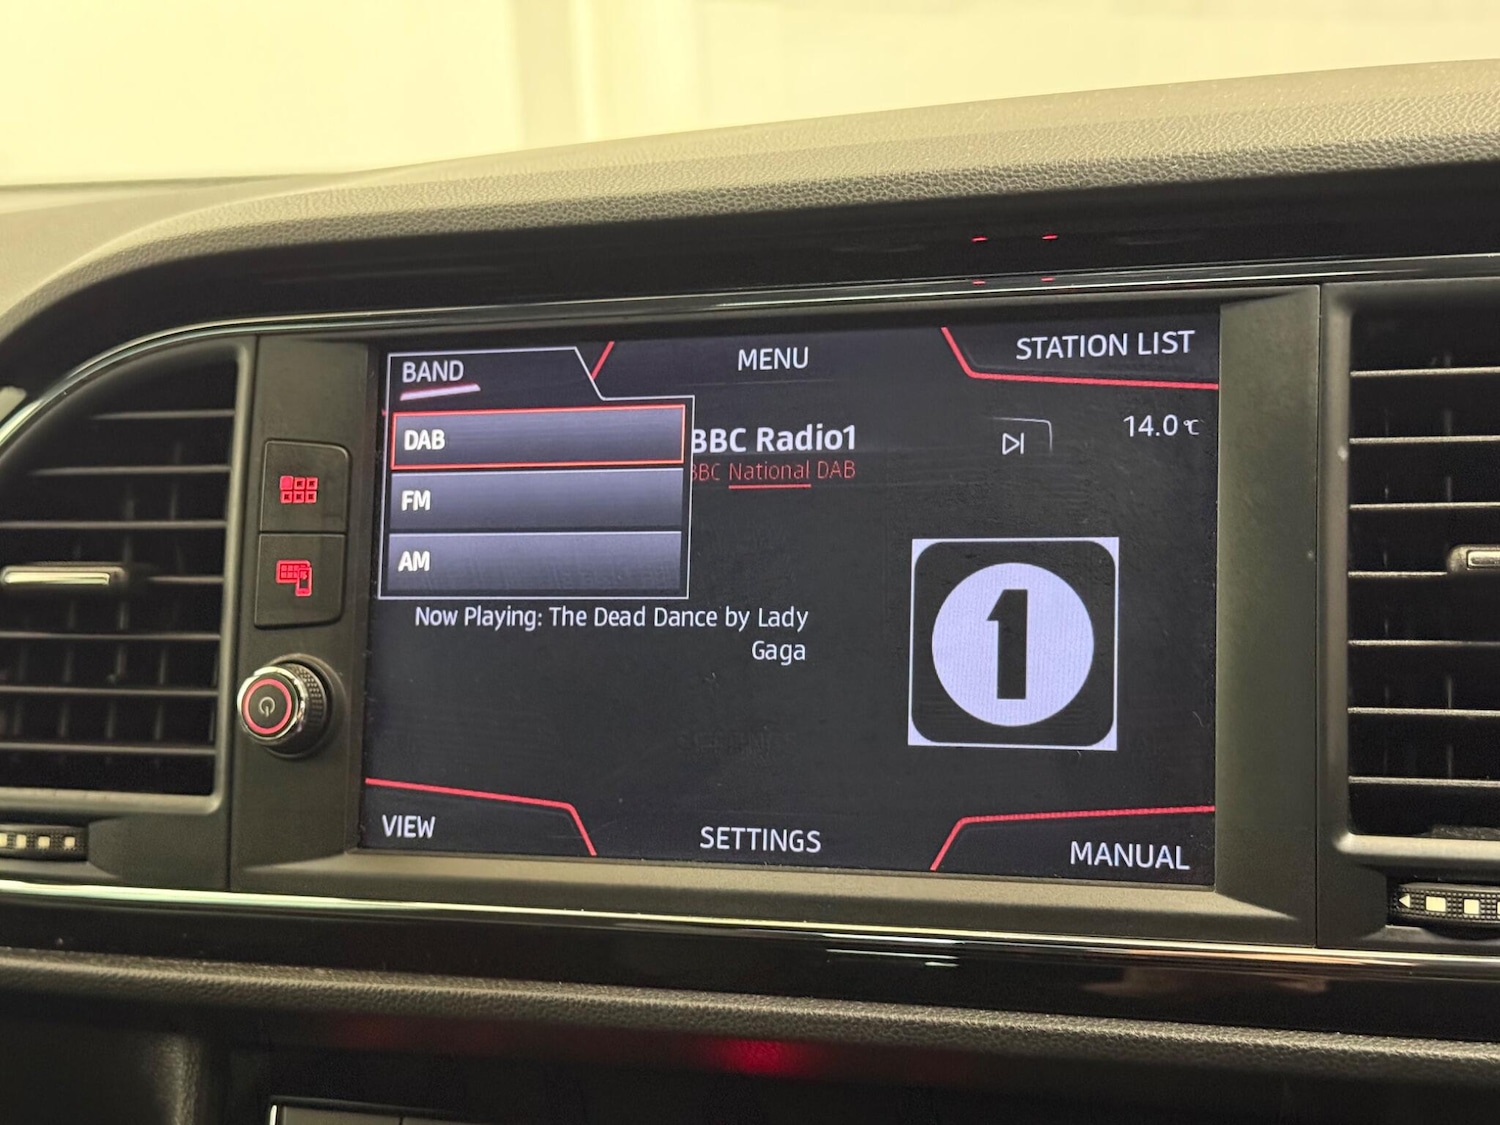 BAND
MENU
STATION LIST
DAB
FM
AM
BBC Radio1
BBC National DAB
14.0 °C
Now Playing: The Dead Dance by Lady
Gaga
1
VIEW
SETTINGS
MANUAL